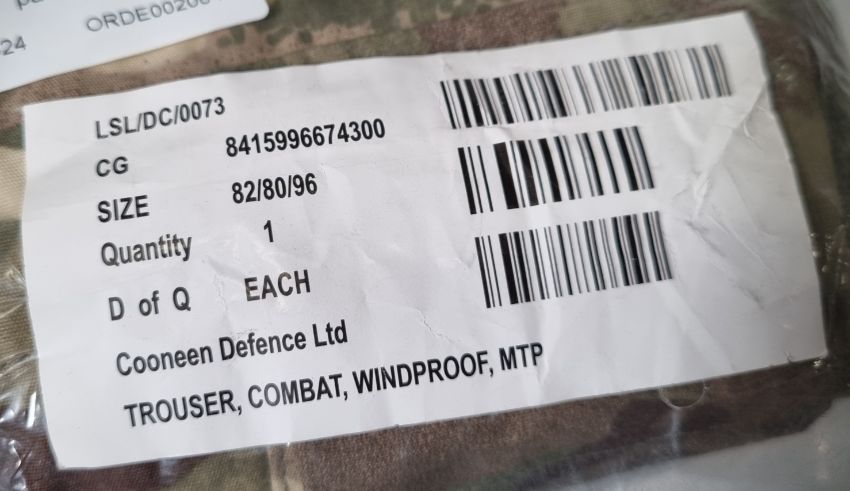 24
LSL/DC/0073
CG 8415996674300
SIZE 82/80/96
Quantity 1
D of Q EACH
Cooneen Defence Ltd
TROUSER, COMBAT, WINDPROOF, MTP